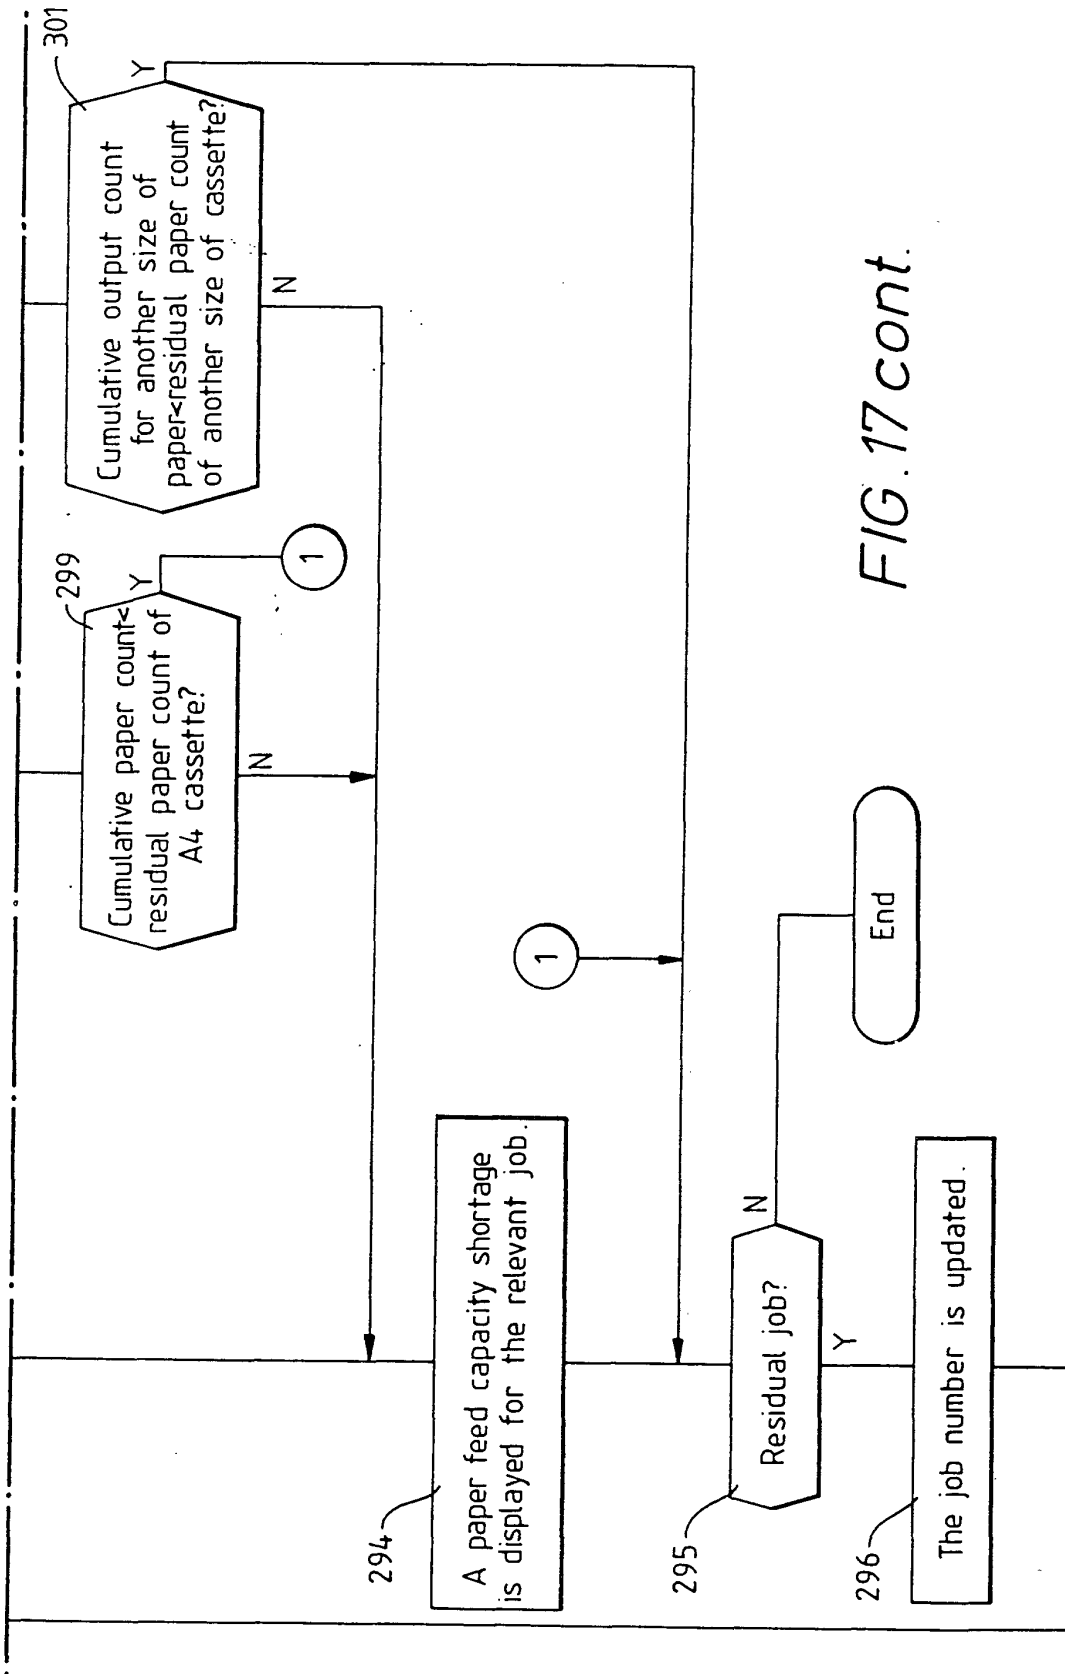 301
Cumulative output count
for another size of
paper<residual paper count
of another size of cassette?
Y
N
299
Cumulative paper count<
residual paper count of
A4 cassette?
Y
N
1
1
294
A paper feed capacity shortage
is displayed for the relevant job.
295
Residual job?
N
Y
End
296
The job number is updated.
FIG. 17 cont.